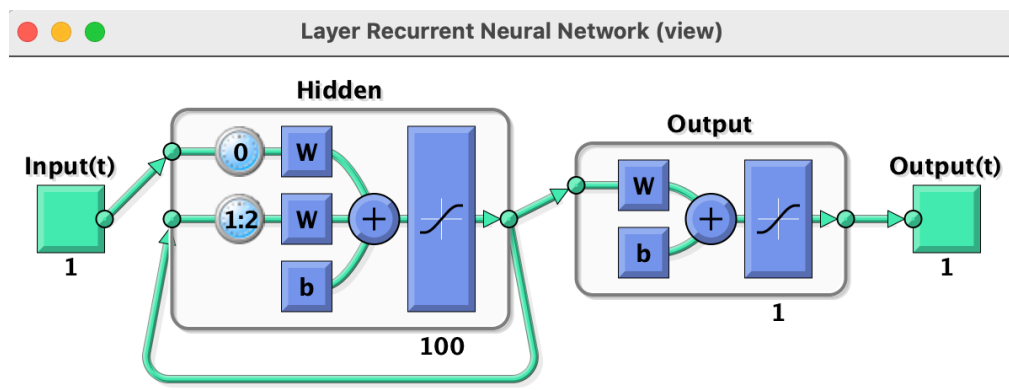 Layer Recurrent Neural Network (view)
Hidden
Output
Input(t)
Output(t)
0
W
W
1:2
W
b
b
1
1
1
100